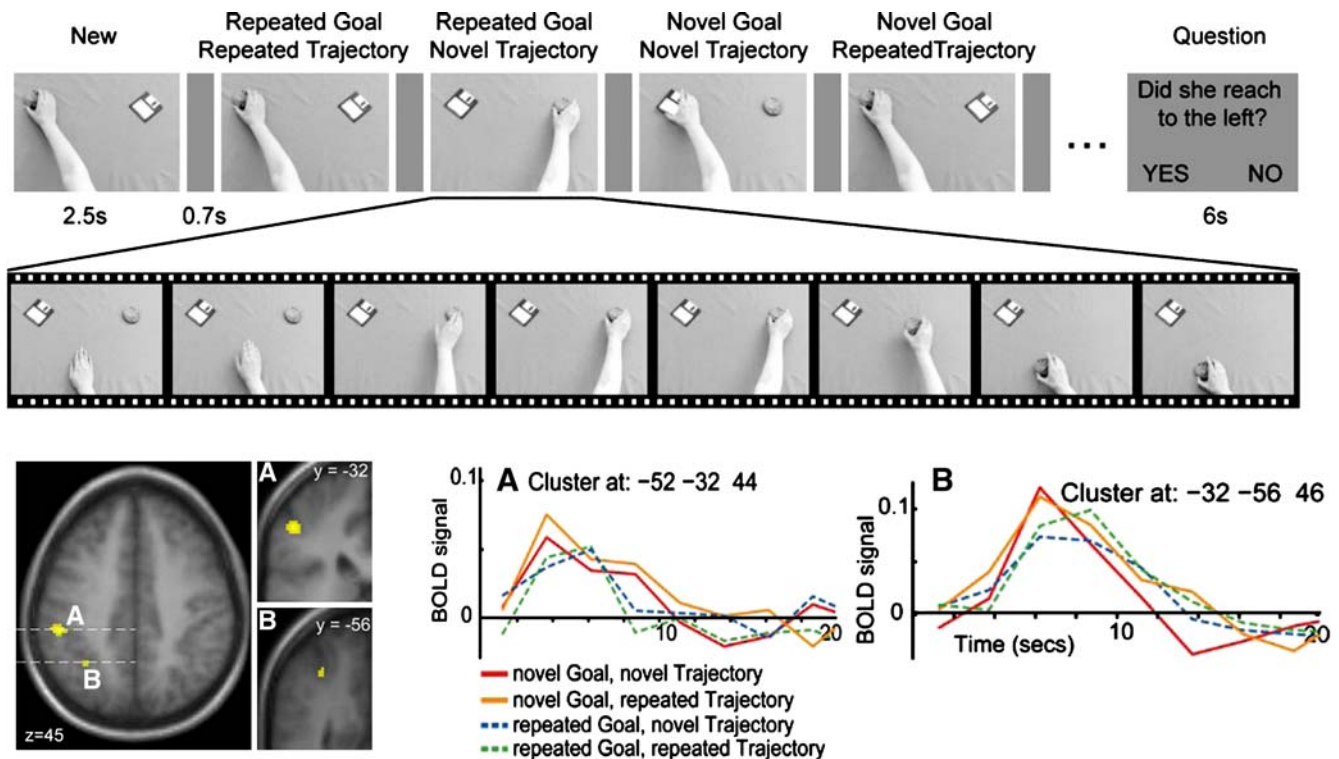 New
Repeated Goal
Repeated Trajectory
Repeated Goal
Novel Trajectory
Novel Goal
Novel Trajectory
Novel Goal
RepeatedTrajectory
Question
Did she reach
to the left?
YES NO
...
2.5s
0.7s
6s
A
B
z=45
A
y = -32
B
y = -56
A Cluster at: −52 −32 44
0.1
BOLD signal
0
10
20
B
Cluster at: −32 −56 46
0.1
BOLD signal
0
Time (secs)
10
20
novel Goal, novel Trajectory
novel Goal, repeated Trajectory
repeated Goal, novel Trajectory
repeated Goal, repeated Trajectory